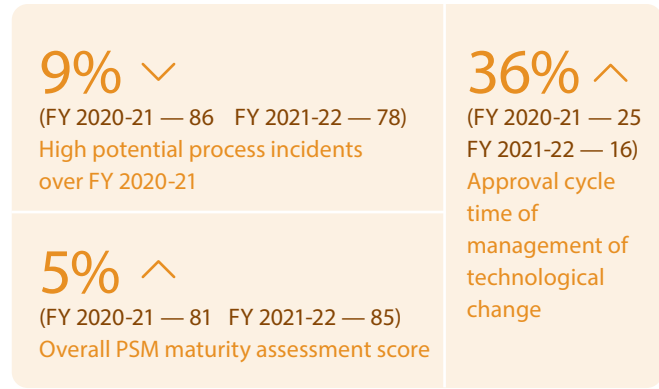 9%
(FY 2020-21 — 86 FY 2021-22 — 78)
High potential process incidents
over FY 2020-21
5%
(FY 2020-21 — 81 FY 2021-22 — 85)
Overall PSM maturity assessment score
36%
(FY 2020-21 — 25
FY 2021-22 — 16)
Approval cycle
time of
management of
technological
change